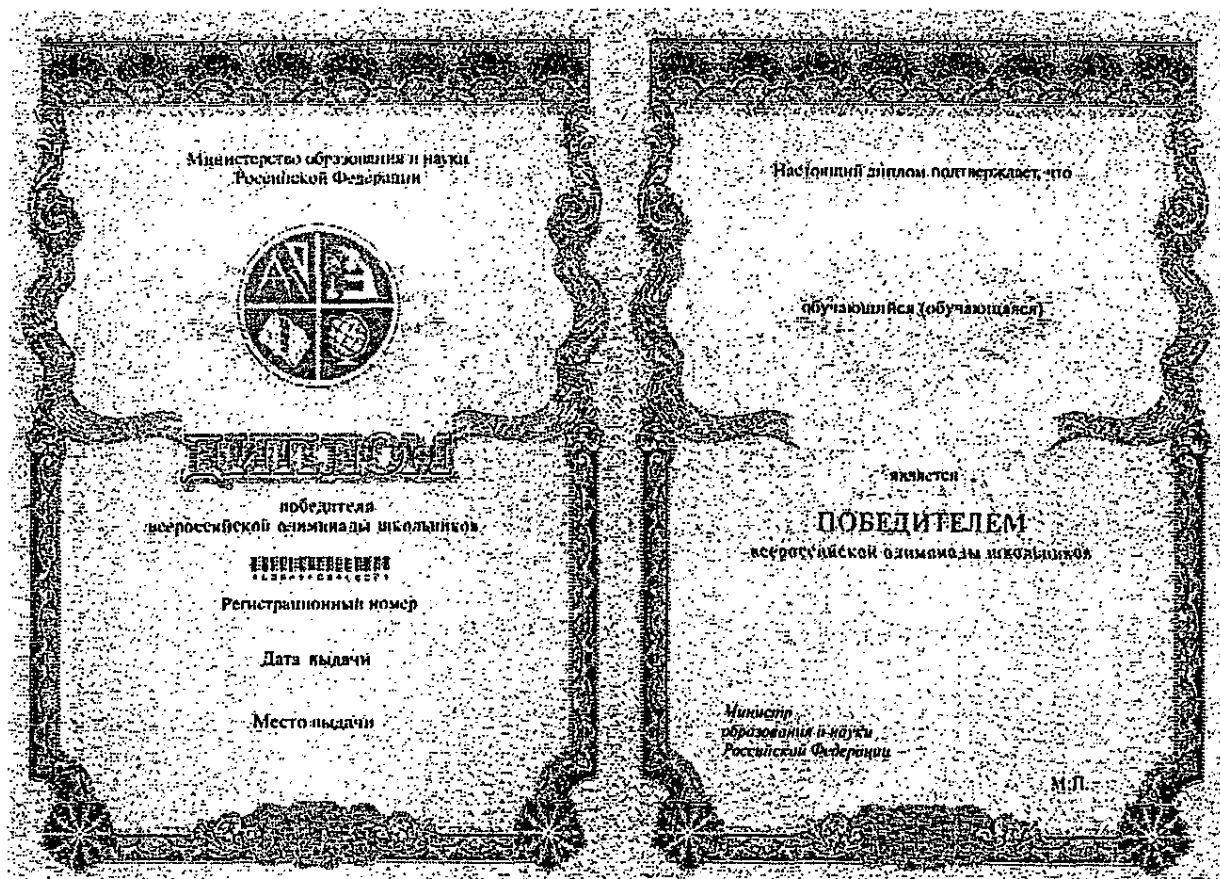 Министерство образования и науки
Российской Федерации
ДИПЛОМ
победителя
всероссийской олимпиады школьников
Регистрационный номер
Дата выдачи
Место выдачи
Настоящий диплом подтверждает, что
обучающийся (обучающаяся)
является
ПОБЕДИТЕЛЕМ
всероссийской олимпиады школьников
Министр
образования и науки
Российской Федерации
М.П.